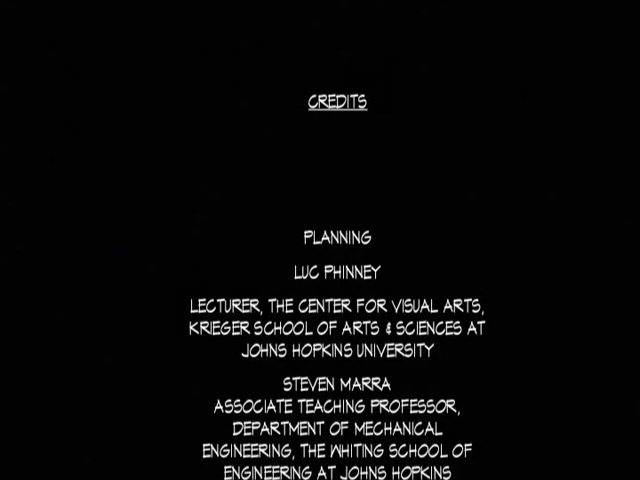 CREDITS
PLANNING
LUC PHINNEY
LECTURER, THE CENTER FOR VISUAL ARTS,
KRIEGER SCHOOL OF ARTS & SCIENCES AT
JOHNS HOPKINS UNIVERSITY
STEVEN MARRA
ASSOCIATE TEACHING PROFESSOR,
DEPARTMENT OF MECHANICAL
ENGINEERING, THE WHITING SCHOOL OF
ENGINEERING AT JOHNS HOPKINS